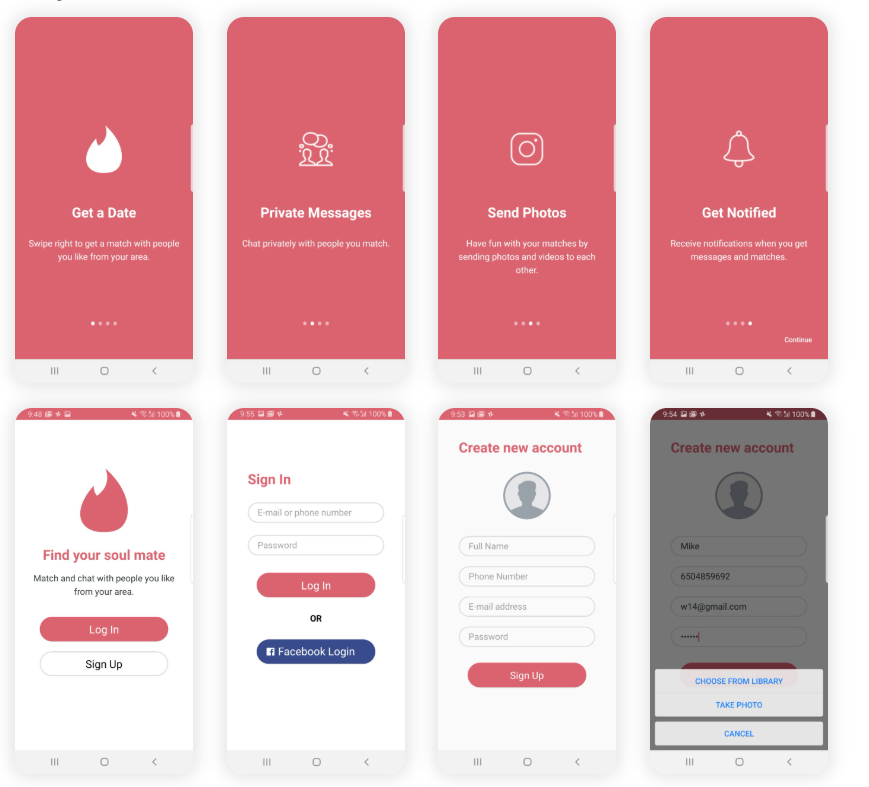 Get a Date
Swipe right to get a match with people
you like from your area.
Private Messages
Chat privately with people you match.
Send Photos
Have fun with your matches by
sending photos and videos to each
other.
Get Notified
Receive notifications when you get
messages and matches.
Continue
9:48 100%
Find your soul mate
Match and chat with people you like
from your area.
Log In
Sign Up
9:55 100%
Sign In
E-mail or phone number
Password
Log In
OR
Facebook Login
9:53 100%
Create new account
Full Name
Phone Number
E-mail address
Password
Sign Up
9:54 100%
Create new account
Mike
6504859692
w14@gmail.com
••••••
CHOOSE FROM LIBRARY
TAKE PHOTO
CANCEL